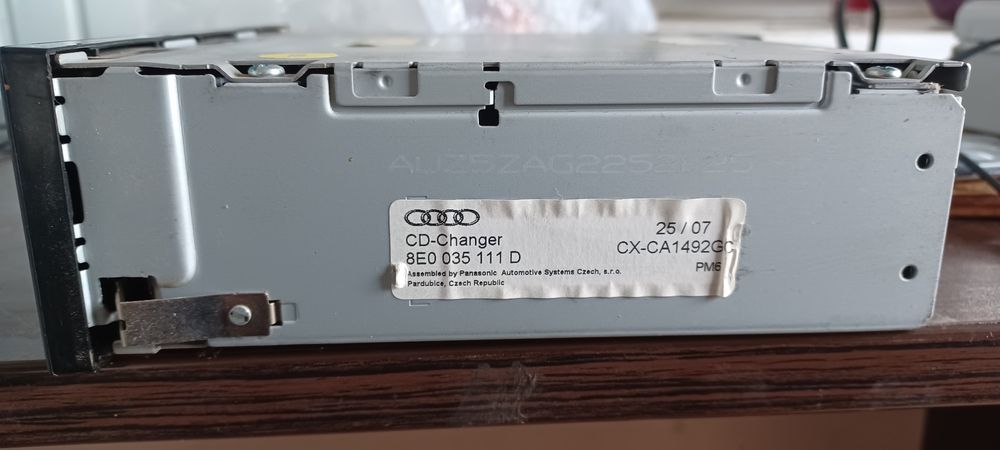 CD-Changer
8E0 035 111 D
Assembled by Panasonic Automotive Systems Czech, s.r.o.
Pardubice, Czech Republic
25 / 07
CX-CA1492GC
PM6